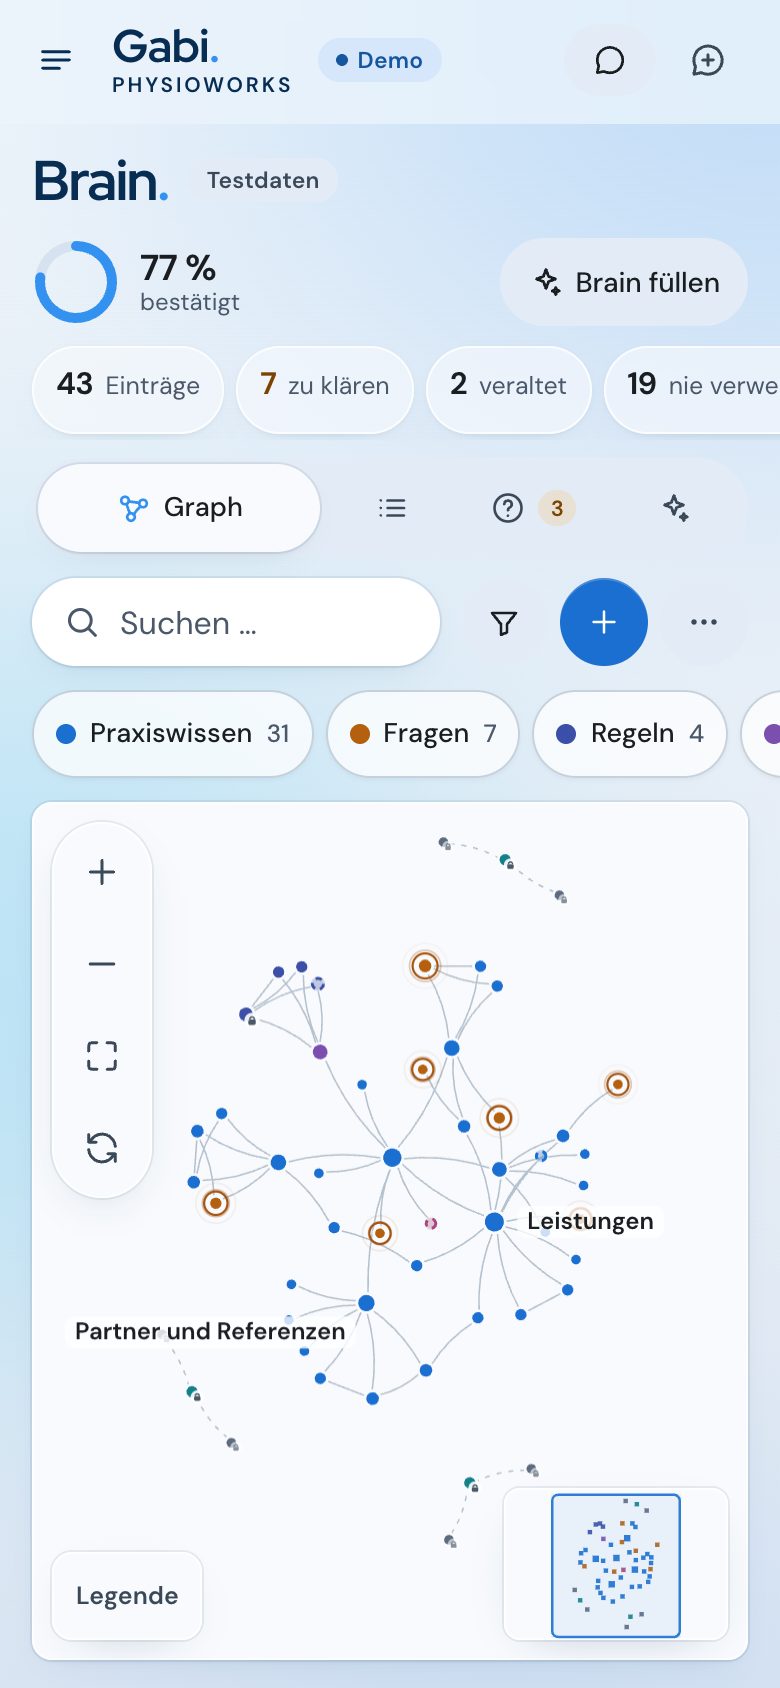 Gabi.
PHYSIOWORKS
Demo
Brain.
Testdaten
77 %
bestätigt
Brain füllen
43 Einträge
7 zu klären
2 veraltet
19 nie verwe
Graph
3
Suchen ...
Praxiswissen 31
Fragen 7
Regeln 4
Leistungen
Partner und Referenzen
Legende